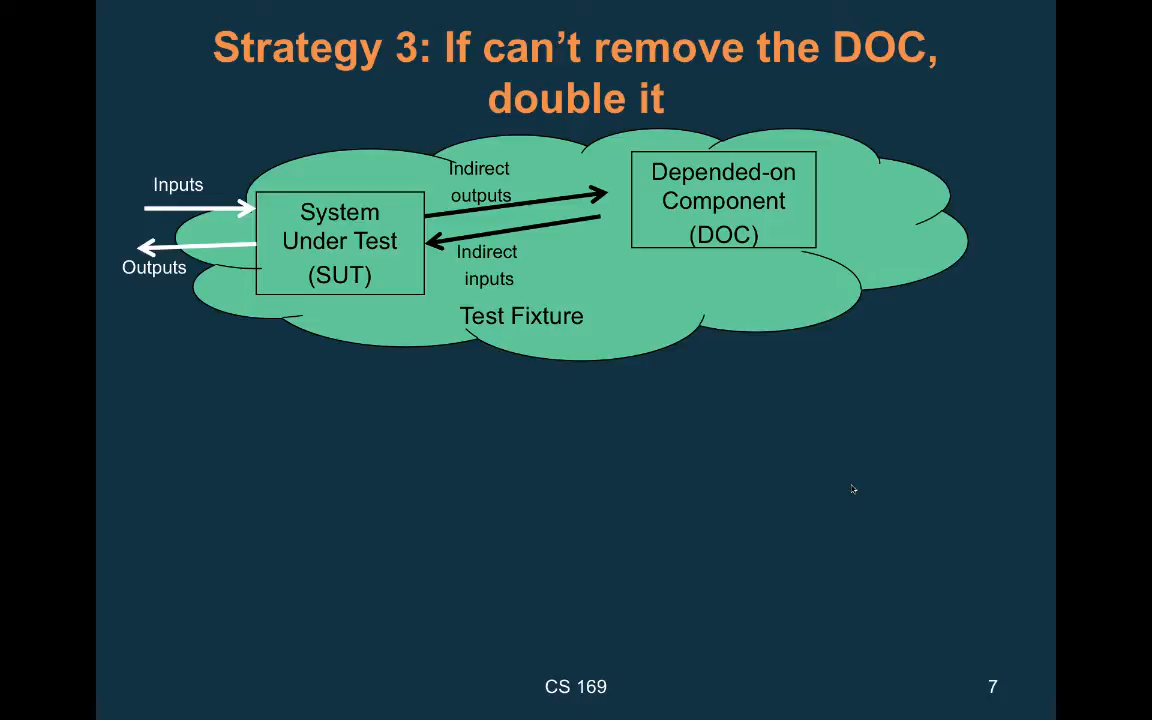 Strategy 3: If can’t remove the DOC,
double it
Inputs
Outputs
System
Under Test
(SUT)
Indirect
outputs
Indirect
inputs
Depended-on
Component
(DOC)
Test Fixture
CS 169
7